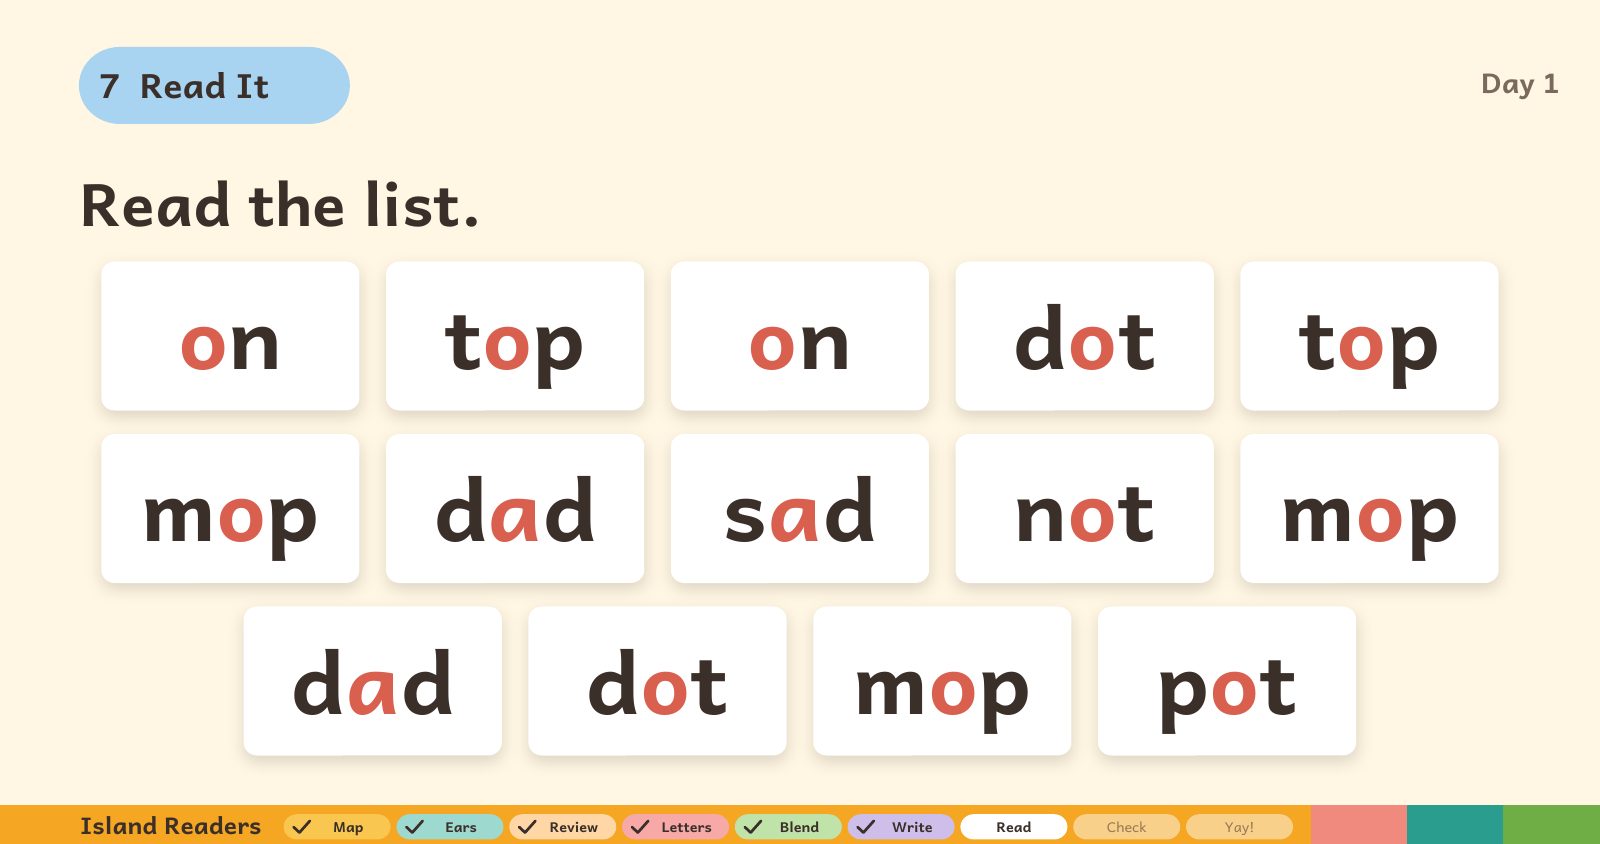 7 Read It
Day 1
Read the list.
on top on dot top
mop dad sad not mop
dad dot mop pot
Island Readers Map Ears Review Letters Blend Write Read Check Yay!